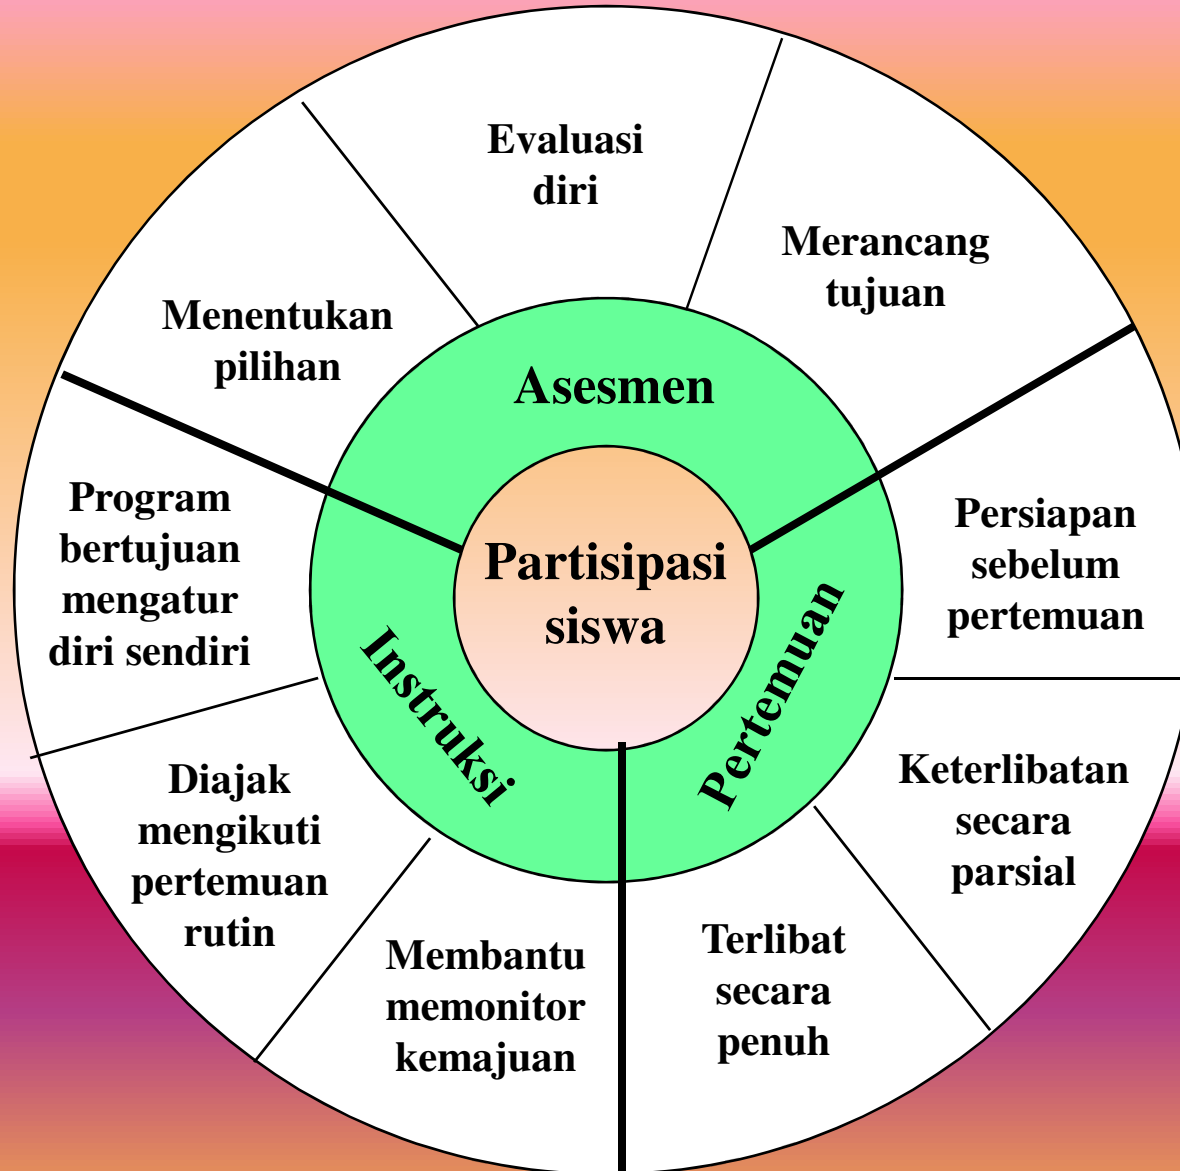 Evaluasi
diri
Merancang
tujuan
Menentukan
pilihan
Asesmen
Program
bertujuan
mengatur
diri sendiri
Partisipasi
siswa
Persiapan
sebelum
pertemuan
Instruksi
Pertemuan
Diajak
mengikuti
pertemuan
rutin
Keterlibatan
secara
parsial
Membantu
memonitor
kemajuan
Terlibat
secara
penuh